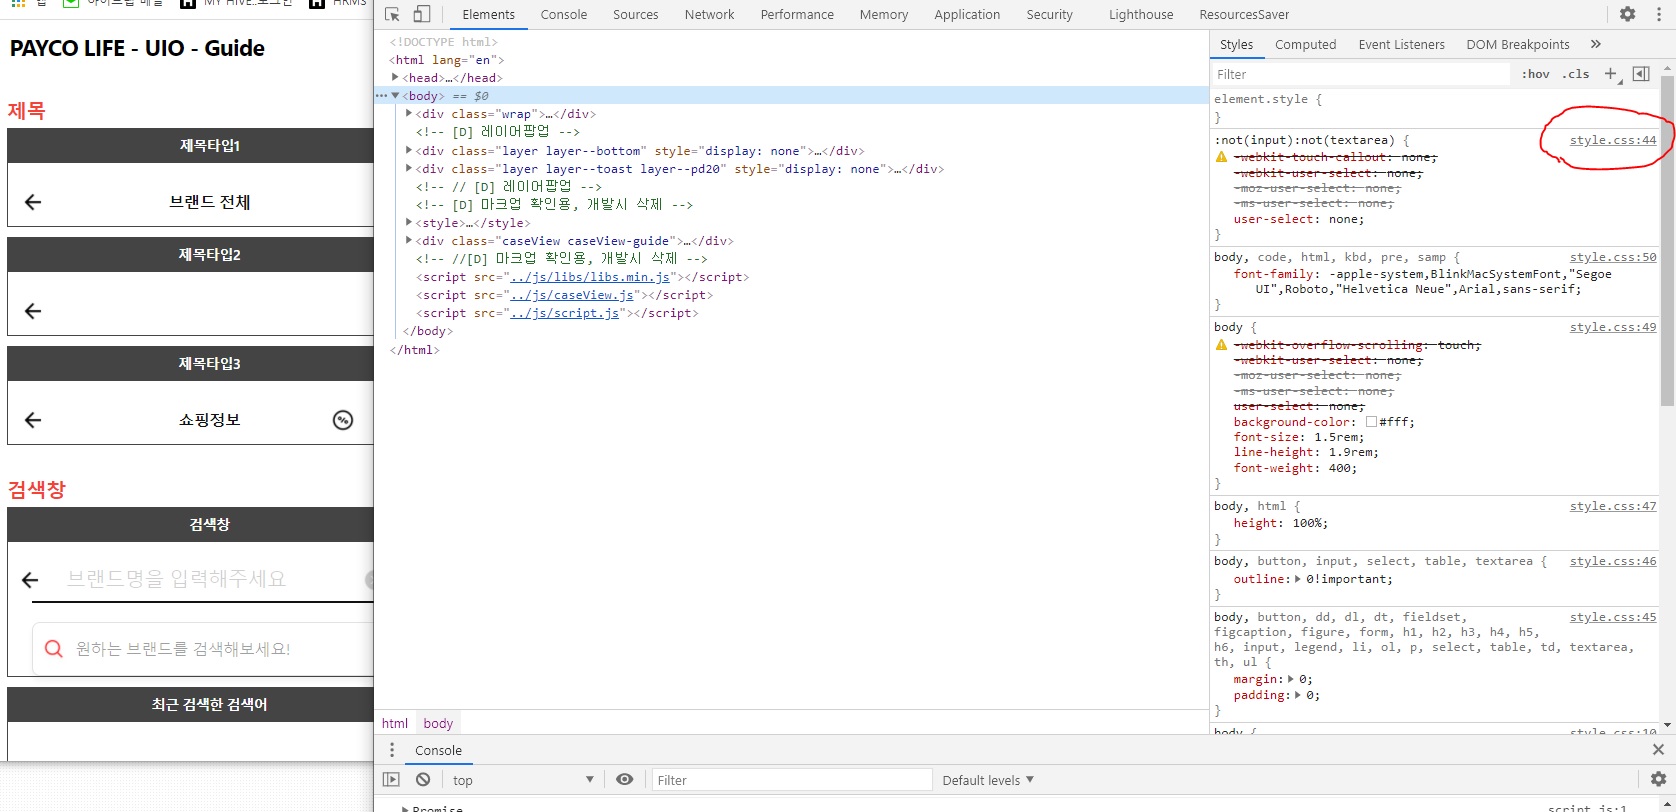 MY HIVE..로그인
HRMS
PAYCO LIFE - UIO - Guide
제목
제목타입1
브랜드 전체
제목타입2
제목타입3
쇼핑정보
검색창
검색창
브랜드명을 입력해주세요
원하는 브랜드를 검색해보세요!
최근 검색한 검색어
Elements Console Sources Network Performance Memory Application Security Lighthouse ResourcesSaver
<!DOCTYPE html>
<html lang="en">
<head>…</head>
<body> == $0
<div class="wrap">…</div>
<!-- [D] 레이어팝업 -->
<div class="layer layer--bottom" style="display: none">…</div>
<div class="layer layer--toast layer--pd20" style="display: none">…</div>
<!-- // [D] 레이어팝업 -->
<!-- [D] 마크업 확인용, 개발시 삭제 -->
<style>…</style>
<div class="caseView caseView-guide">…</div>
<!-- //[D] 마크업 확인용, 개발시 삭제 -->
<script src="../js/libs/libs.min.js"></script>
<script src="../js/caseView.js"></script>
<script src="../js/script.js"></script>
</body>
</html>
html body
Styles Computed Event Listeners DOM Breakpoints »
Filter :hov .cls +
element.style {
}
:not(input):not(textarea) { style.css:44
-webkit-touch-callout: none;
-webkit-user-select: none;
-moz-user-select: none;
-ms-user-select: none;
user-select: none;
}
body, code, html, kbd, pre, samp { style.css:50
font-family: -apple-system,BlinkMacSystemFont,"Segoe
UI",Roboto,"Helvetica Neue",Arial,sans-serif;
}
body { style.css:49
-webkit-overflow-scrolling: touch;
-webkit-user-select: none;
-moz-user-select: none;
-ms-user-select: none;
user-select: none;
background-color: #fff;
font-size: 1.5rem;
line-height: 1.9rem;
font-weight: 400;
}
body, html { style.css:47
height: 100%;
}
body, button, input, select, table, textarea { style.css:46
outline: 0!important;
}
body, button, dd, dl, dt, fieldset, style.css:45
figcaption, figure, form, h1, h2, h3, h4, h5,
h6, input, legend, li, ol, p, select, table, td, textarea,
th, ul {
margin: 0;
padding: 0;
}
body { style.css:10
Console
top Filter Default levels
Promise script.js:1